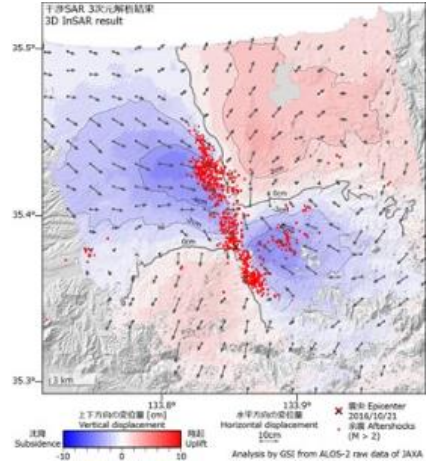 干渉SAR 3次元解析結果
3D InSAR result
35.5°
35.4°
35.3°
0cm
3 km
133.8°
133.9°
上下方向の変位量 [cm]
Vertical displacement
沈降
Subsidence
隆起
Uplift
-10
0
10
水平方向の変位量
Horizontal displacement
10cm
震央 Epicenter
2016/10/21
余震 Aftershocks
(M > 2)
Analysis by GSI from ALOS-2 raw data of JAXA